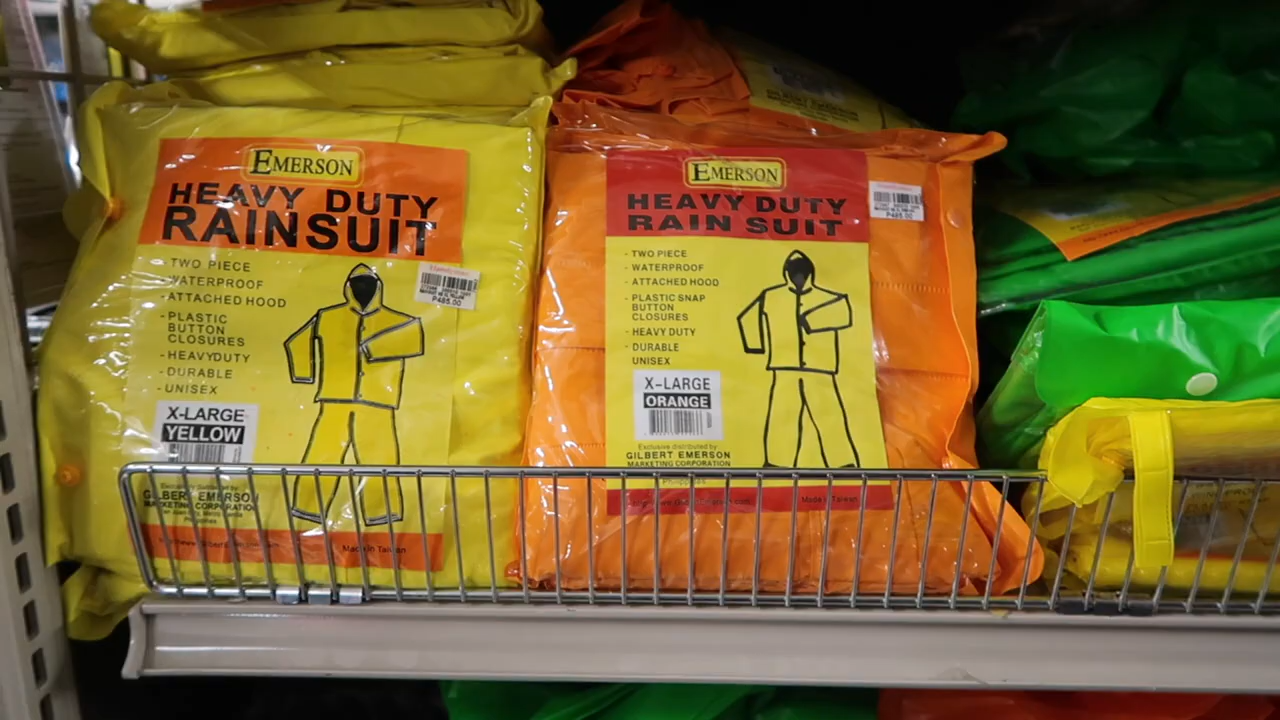 EMERSON
HEAVY DUTY
RAINSUIT
- TWO PIECE
- WATERPROOF
- ATTACHED HOOD
- PLASTIC
BUTTON
CLOSURES
- HEAVYDUTY
- DURABLE
- UNISEX
X-LARGE
YELLOW
P485.00
GILBERT EMERSON
MARKETING CORPORATION
Philippines
Made in Taiwan
EMERSON
HEAVY DUTY
RAIN SUIT
- TWO PIECE
- WATERPROOF
- ATTACHED HOOD
- PLASTIC SNAP
BUTTON
CLOSURES
- HEAVY DUTY
- DURABLE
UNISEX
X-LARGE
ORANGE
P485.00
Exclusive distributed by
GILBERT EMERSON
MARKETING CORPORATION
Philippines
Made in Taiwan